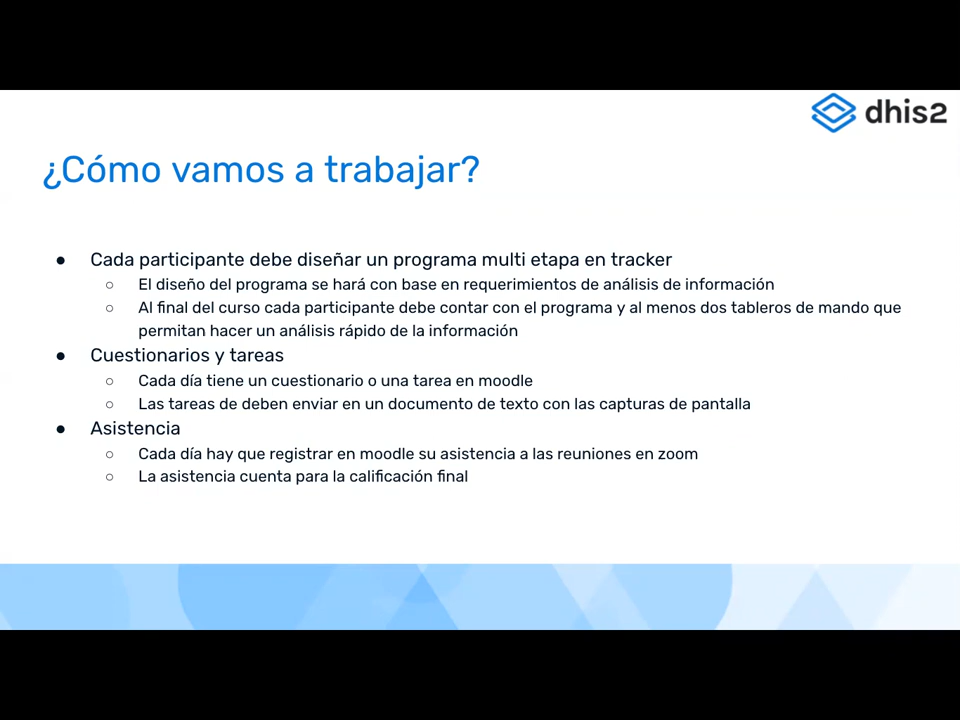 dhis2
¿Cómo vamos a trabajar?
● Cada participante debe diseñar un programa multi etapa en tracker
○ El diseño del programa se hará con base en requerimientos de análisis de información
○ Al final del curso cada participante debe contar con el programa y al menos dos tableros de mando que
permitan hacer un análisis rápido de la información
● Cuestionarios y tareas
○ Cada día tiene un cuestionario o una tarea en moodle
○ Las tareas de deben enviar en un documento de texto con las capturas de pantalla
● Asistencia
○ Cada día hay que registrar en moodle su asistencia a las reuniones en zoom
○ La asistencia cuenta para la calificación final